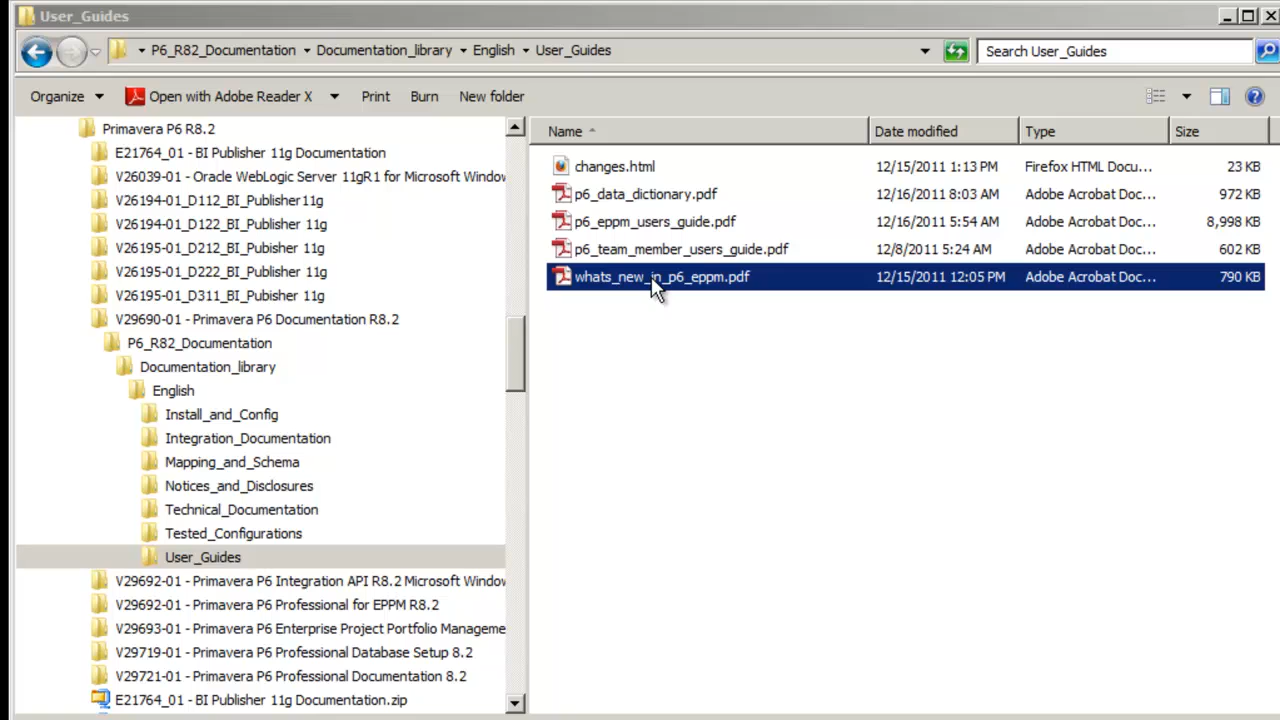 User_Guides
P6_R82_Documentation Documentation_library English User_Guides
Search User_Guides
Organize Open with Adobe Reader X Print Burn New folder
Primavera P6 R8.2
E21764_01 - BI Publisher 11g Documentation
V26039-01 - Oracle WebLogic Server 11gR1 for Microsoft Window
V26194-01_D112_BI_Publisher11g
V26194-01_D122_BI_Publisher 11g
V26195-01_D212_BI_Publisher 11g
V26195-01_D222_BI_Publisher 11g
V26195-01_D311_BI_Pubisher 11g
V29690-01 - Primavera P6 Documentation R8.2
P6_R82_Documentation
Documentation_library
English
Install_and_Config
Integration_Documentation
Mapping_and_Schema
Notices_and_Disclosures
Technical_Documentation
Tested_Configurations
User_Guides
V29692-01 - Primavera P6 Integration API R8.2 Microsoft Window
V29692-01 - Primavera P6 Professional for EPPM R8.2
V29693-01 - Primavera P6 Enterprise Project Portfolio Manageme
V29719-01 - Primavera P6 Professional Database Setup 8.2
V29721-01 - Primavera P6 Professional Documentation 8.2
E21764_01 - BI Publisher 11g Documentation.zip
Name Date modified Type Size
changes.html 12/15/2011 1:13 PM Firefox HTML Docu... 23 KB
p6_data_dictionary.pdf 12/16/2011 8:03 AM Adobe Acrobat Doc... 972 KB
p6_eppm_users_guide.pdf 12/16/2011 5:54 AM Adobe Acrobat Doc... 8,998 KB
p6_team_member_users_guide.pdf 12/8/2011 5:24 AM Adobe Acrobat Doc... 602 KB
whats_new_in_p6_eppm.pdf 12/15/2011 12:05 PM Adobe Acrobat Doc... 790 KB